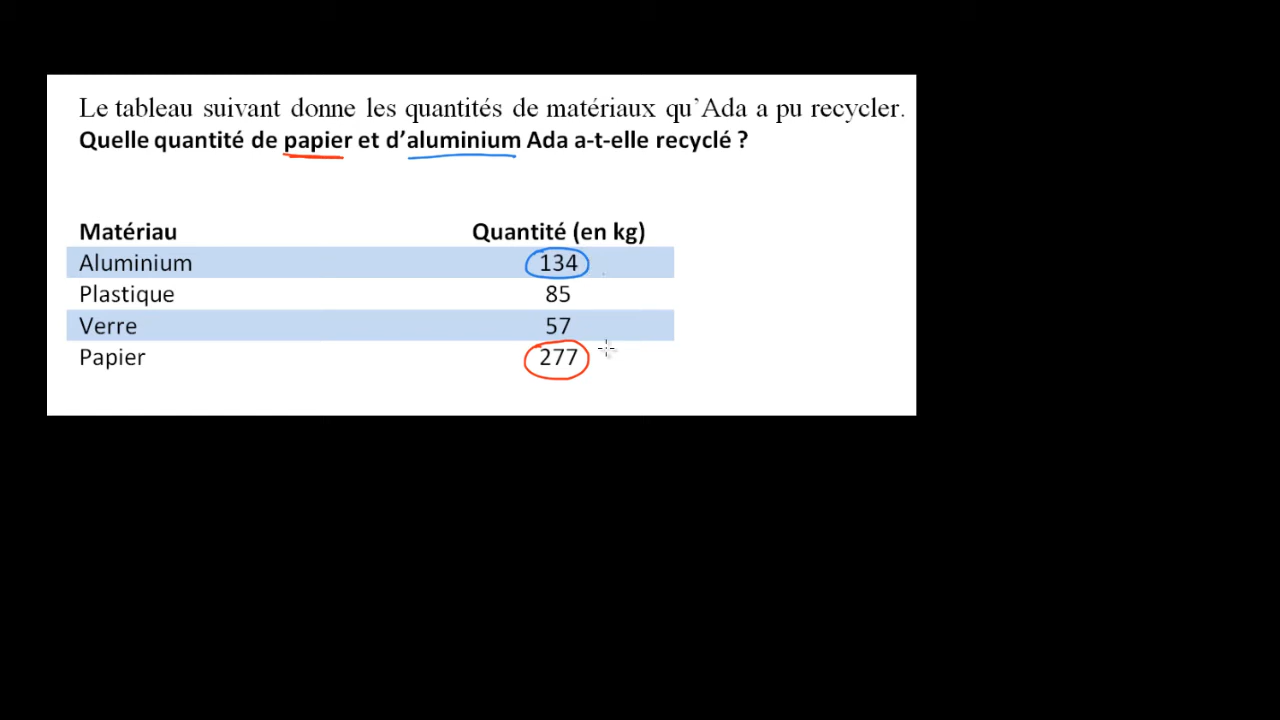 Le tableau suivant donne les quantités de matériaux qu'Ada a pu recycler.
Quelle quantité de papier et d’aluminium Ada a-t-elle recyclé ?
Matériau Quantité (en kg)
Aluminium 134
Plastique 85
Verre 57
Papier 277